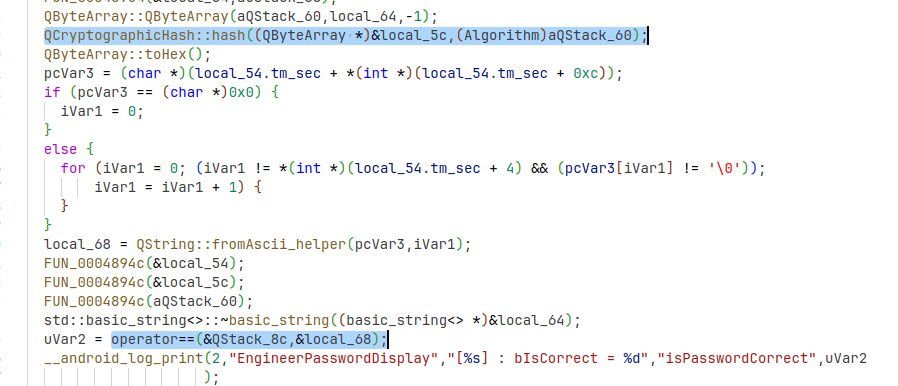 QByteArray::QByteArray(aQStack_60,local_64,-1);
QCryptographicHash::hash((QByteArray *)&local_5c,(Algorithm)aQStack_60);
QByteArray::toHex();
pcVar3 = (char *)(local_54.tm_sec + *(int *)(local_54.tm_sec + 0xc));
if (pcVar3 == (char *)0x0) {
iVar1 = 0;
}
else {
for (iVar1 = 0; (iVar1 != *(int *)(local_54.tm_sec + 4) && (pcVar3[iVar1] != '\0'));
iVar1 = iVar1 + 1) {
}
}
local_68 = QString::fromAscii_helper(pcVar3,iVar1);
FUN_0004894c(&local_54);
FUN_0004894c(&local_5c);
FUN_0004894c(aQStack_60);
std::basic_string<>::~basic_string((basic_string<> *)&local_64);
uVar2 = operator==(&QStack_8c,&local_68);
__android_log_print(2,"EngineerPasswordDisplay","[%s] : bIsCorrect = %d","isPasswordCorrect",uVar2
);